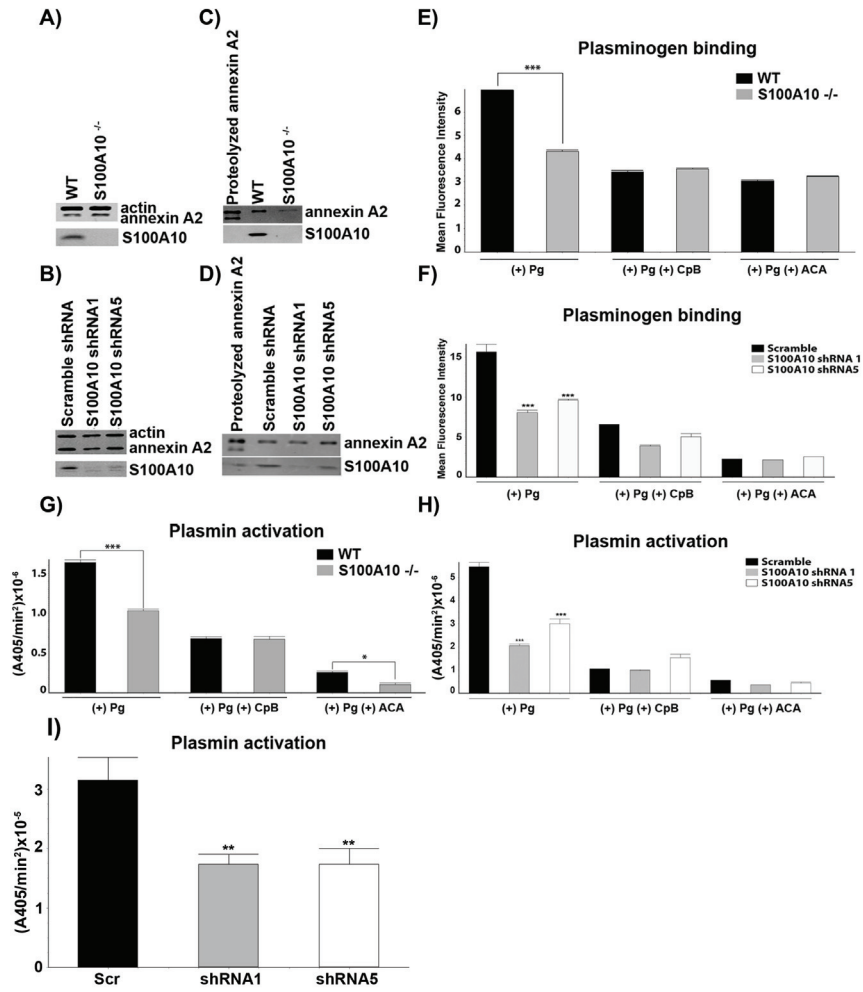 A)
WT
S100A10 -/-
actin
annexin A2
S100A10
B)
Scramble shRNA
S100A10 shRNA1
S100A10 shRNA5
actin
annexin A2
S100A10
C)
Proteolyzed annexin A2
WT
S100A10 -/-
annexin A2
S100A10
D)
Proteolyzed annexin A2
Scramble shRNA
S100A10 shRNA1
S100A10 shRNA5
annexin A2
S100A10
E)
Plasminogen binding
WT
S100A10 -/-
Mean Fluorescence Intensity
6
5
4
3
2
1
0
***
(+) Pg
(+) Pg (+) CpB
(+) Pg (+) ACA
F)
Plasminogen binding
Scramble
S100A10 shRNA 1
S100A10 shRNA5
Mean Fluorescence Intensity
15
10
5
0
***
***
(+) Pg
(+) Pg (+) CpB
(+) Pg (+) ACA
G)
Plasmin activation
WT
S100A10 -/-
(A405/min²)x10⁻⁶
1.5
1.0
0.5
0
***
*
(+) Pg
(+) Pg (+) CpB
(+) Pg (+) ACA
H)
Plasmin activation
Scramble
S100A10 shRNA 1
S100A10 shRNA5
(A405/min²)x10⁻⁶
5
4
3
2
1
0
***
***
(+) Pg
(+) Pg (+) CpB
(+) Pg (+) ACA
I)
Plasmin activation
(A405/min²)x10⁻⁵
3
2
1
0
**
**
Scr
shRNA1
shRNA5